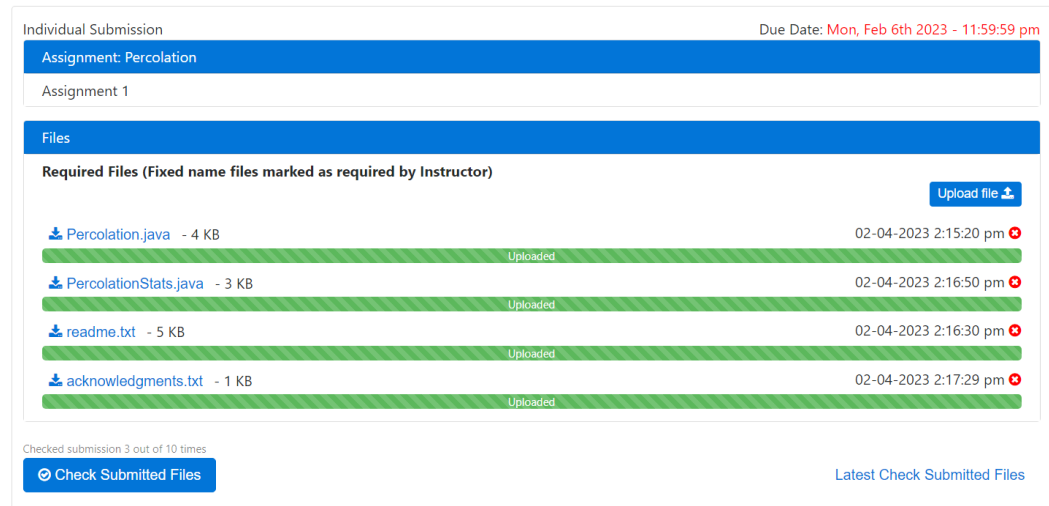 Individual Submission Due Date: Mon, Feb 6th 2023 - 11:59:59 pm
Assignment: Percolation
Assignment 1
Files
Required Files (Fixed name files marked as required by Instructor)
Upload file
Percolation.java - 4 KB 02-04-2023 2:15:20 pm
Uploaded
PercolationStats.java - 3 KB 02-04-2023 2:16:50 pm
Uploaded
readme.txt - 5 KB 02-04-2023 2:16:30 pm
Uploaded
acknowledgments.txt - 1 KB 02-04-2023 2:17:29 pm
Uploaded
Checked submission 3 out of 10 times
Check Submitted Files Latest Check Submitted Files